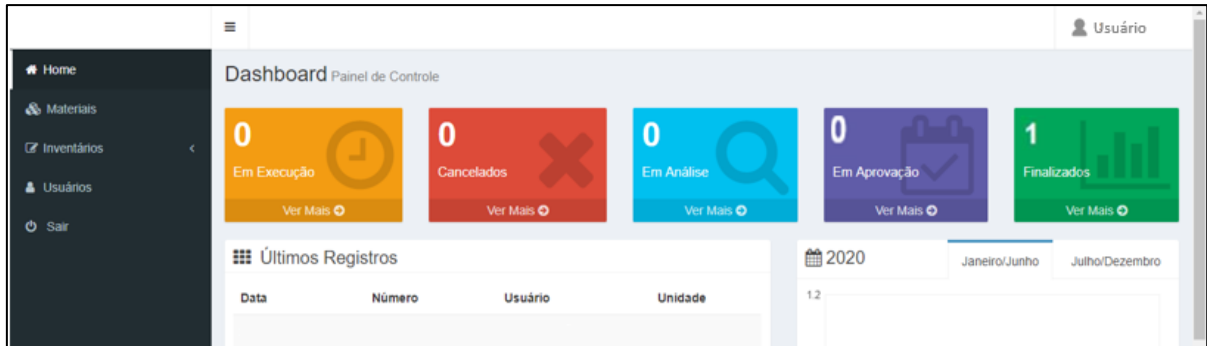 Usuário
Home
Materiais
Inventários
Usuários
Sair
Dashboard Painel de Controle
0
Em Execução
Ver Mais
0
Cancelados
Ver Mais
0
Em Análise
Ver Mais
0
Em Aprovação
Ver Mais
1
Finalizados
Ver Mais
Últimos Registros
Data Número Usuário Unidade
2020 Janeiro/Junho Julho/Dezembro
1.2